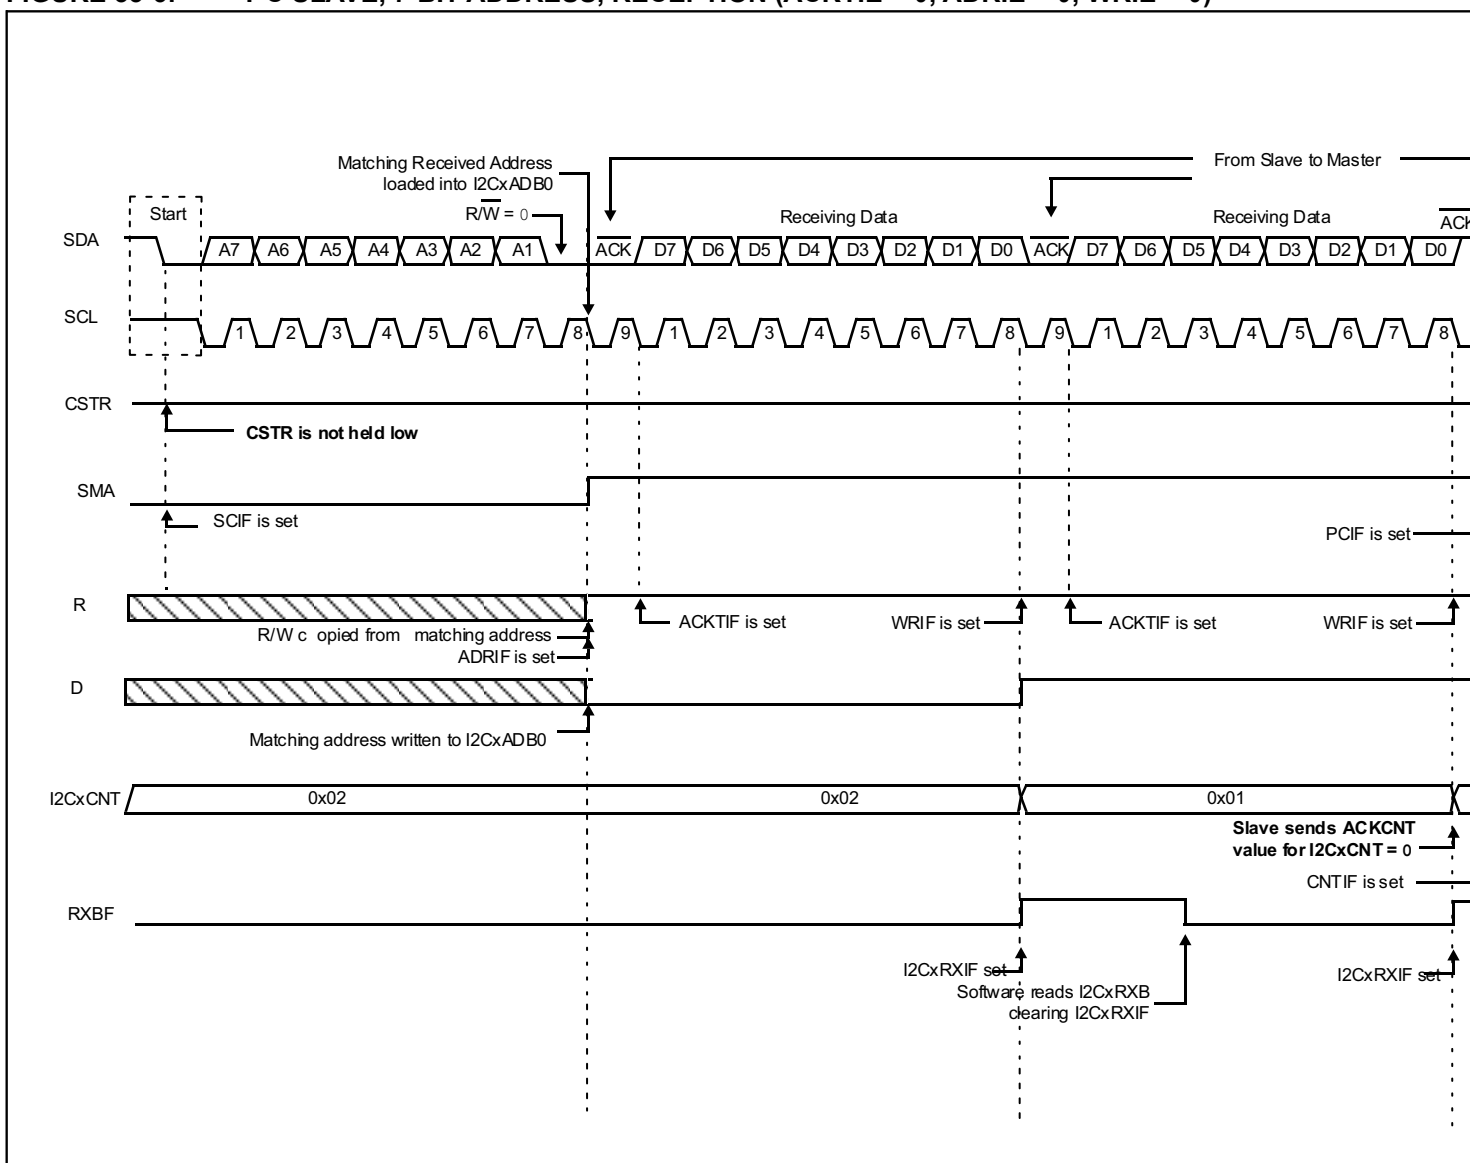 Matching Received Address
loaded into I2CxADB0
From Slave to Master
Start
R/W = 0
Receiving Data
Receiving Data
ACK
SDA
A7 A6 A5 A4 A3 A2 A1 ACK D7 D6 D5 D4 D3 D2 D1 D0 ACK D7 D6 D5 D4 D3 D2 D1 D0
SCL
1 2 3 4 5 6 7 8 9 1 2 3 4 5 6 7 8 9 1 2 3 4 5 6 7 8
CSTR
CSTR is not held low
SMA
SCIF is set
PCIF is set
R
ACKTIF is set
WRIF is set
ACKTIF is set
WRIF is set
R/W c opied from matching address
ADRIF is set
D
Matching address written to I2CxADB0
I2CxCNT
0x02
0x02
0x01
Slave sends ACKCNT
value for I2CxCNT = 0
CNTIF is set
RXBF
I2CxRXIF set
I2CxRXIF set
Software reads I2CxRXB
clearing I2CxRXIF